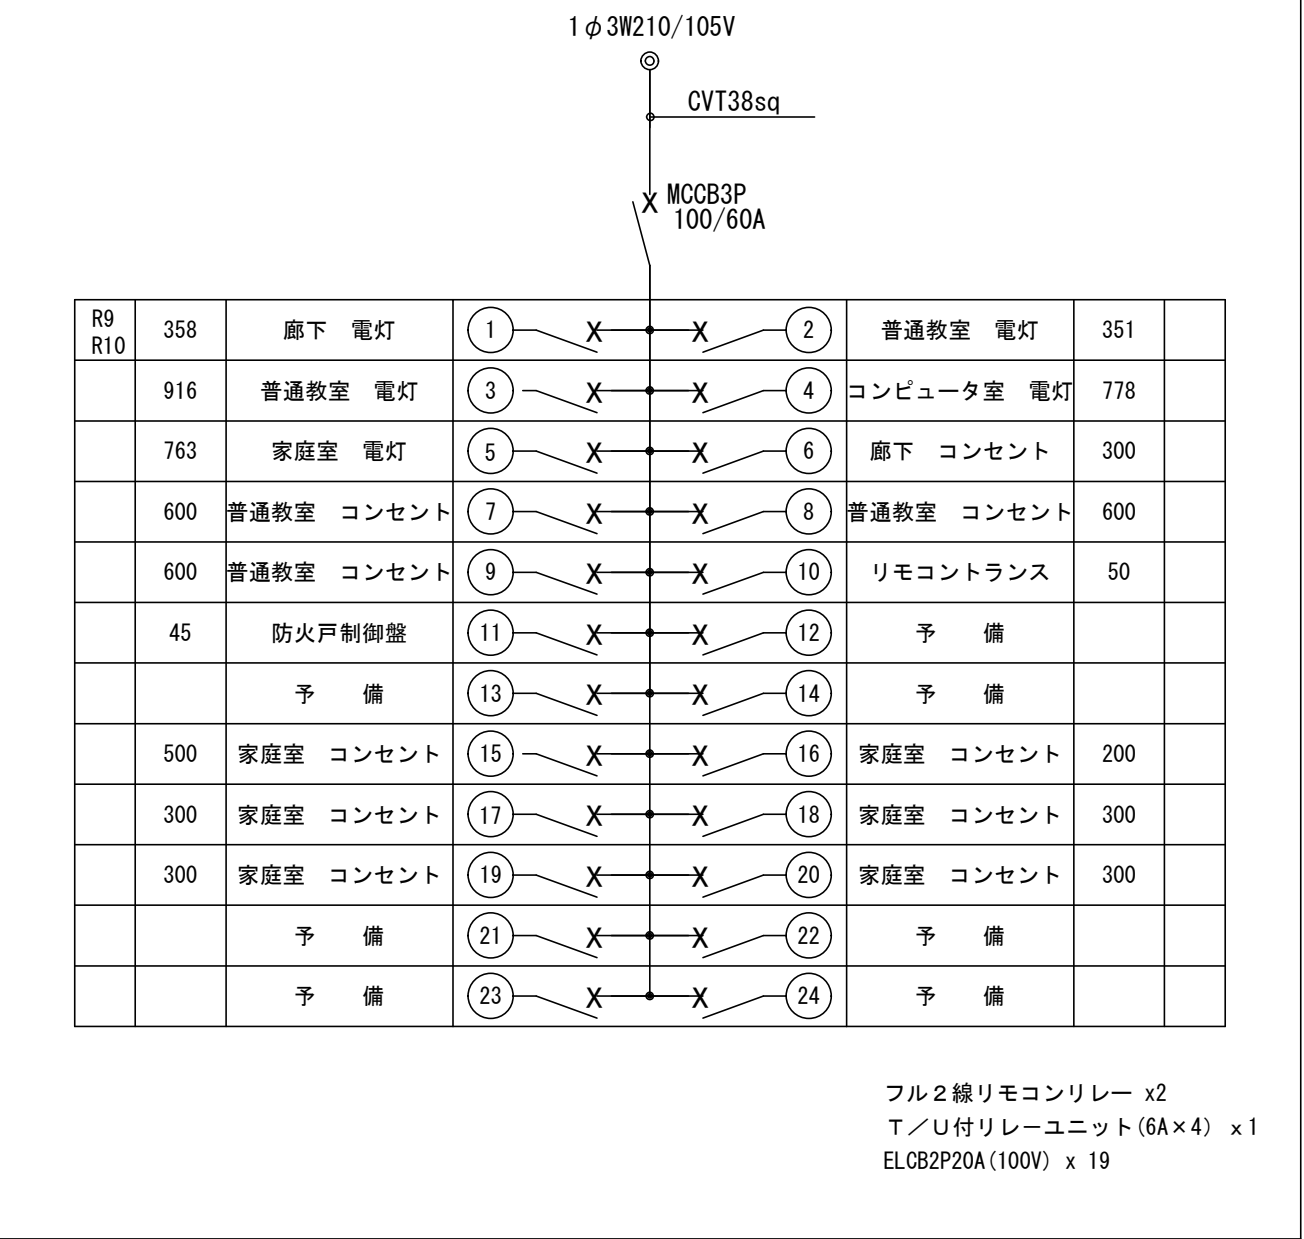 1φ3W210/105V
CVT38sq
MCCB3P
100/60A
R9
R10
358 廊下 電灯 1 2 普通教室 電灯 351
916 普通教室 電灯 3 4 コンピュータ室 電灯 778
763 家庭室 電灯 5 6 廊下 コンセント 300
600 普通教室 コンセント 7 8 普通教室 コンセント 600
600 普通教室 コンセント 9 10 リモコントランス 50
45 防火戸制御盤 11 12 予 備
予 備 13 14 予 備
500 家庭室 コンセント 15 16 家庭室 コンセント 200
300 家庭室 コンセント 17 18 家庭室 コンセント 300
300 家庭室 コンセント 19 20 家庭室 コンセント 300
予 備 21 22 予 備
予 備 23 24 予 備
フル2線リモコンリレー x2
T/U付リレーユニット(6A×4) x1
ELCB2P20A(100V) x 19